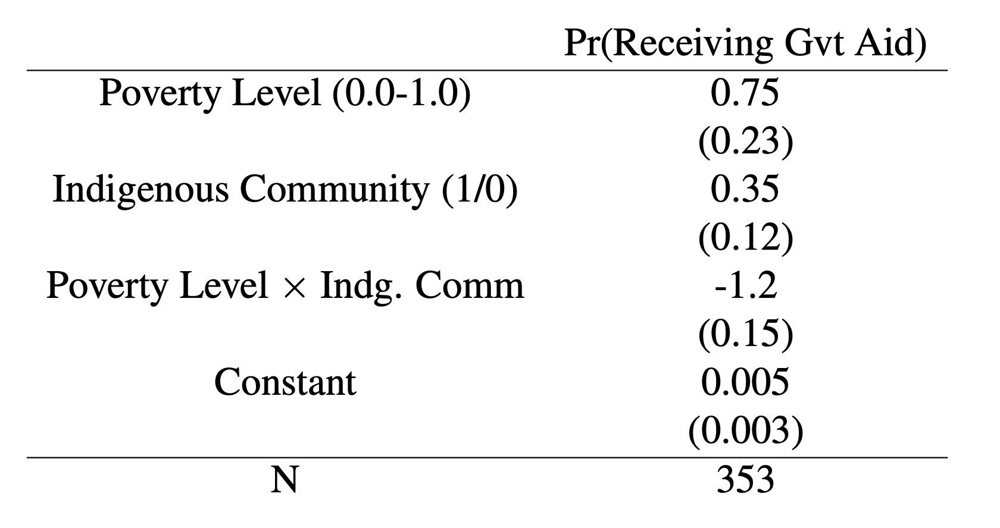 Pr(Receiving Gvt Aid)
Poverty Level (0.0-1.0) 0.75
(0.23)
Indigenous Community (1/0) 0.35
(0.12)
Poverty Level × Indg. Comm -1.2
(0.15)
Constant 0.005
(0.003)
N 353